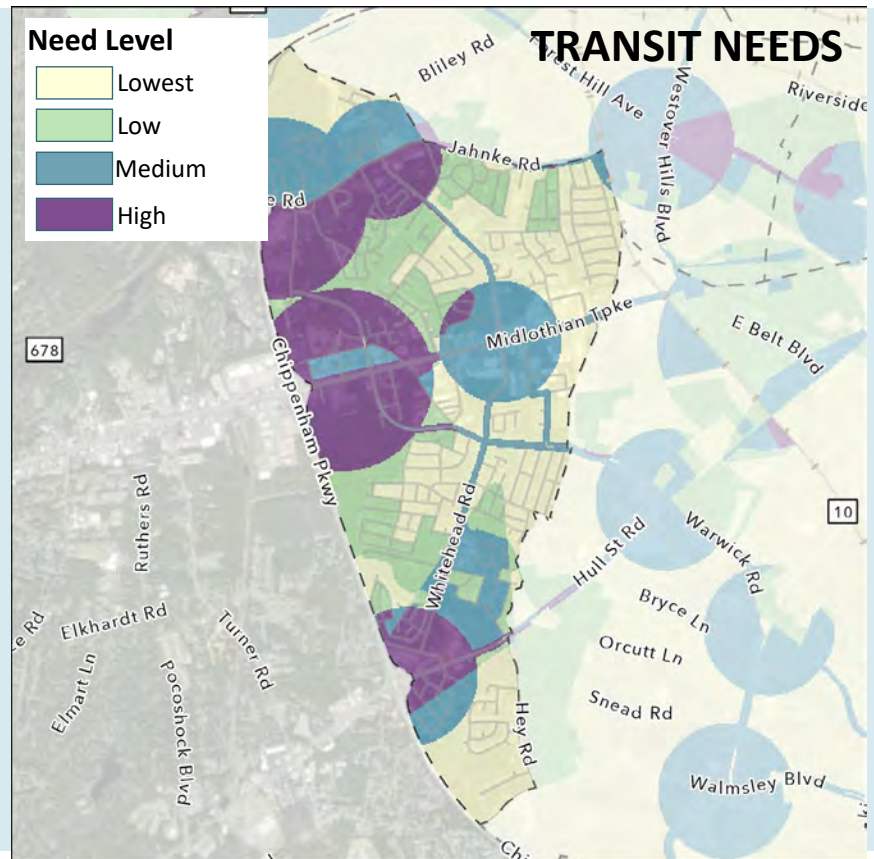 TRANSIT NEEDS
Need Level
Lowest
Low
Medium
High
Bliley Rd
Forest Hill Ave
Westover Hills Blvd
Riverside
Jahnke Rd
e Rd
Midlothian Tpke
E Belt Blvd
678
Chippenham Pkwy
10
Ruthers Rd
Whitehead Rd
Hull St Rd
Warwick Rd
Elkhardt Rd
Turner Rd
Bryce Ln
ce Rd
Elmart Ln
Pocoshock Blvd
Orcutt Ln
Snead Rd
Hey Rd
Walmsley Blvd
Chi